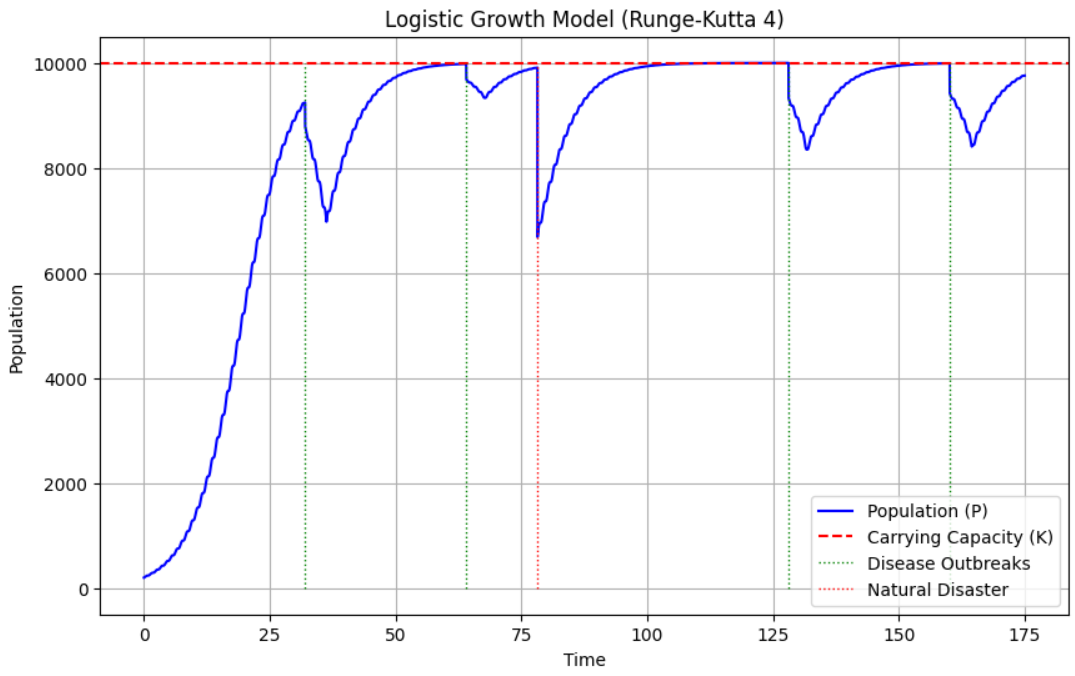 Logistic Growth Model (Runge-Kutta 4)
Population
10000
8000
6000
4000
2000
0
0 25 50 75 100 125 150 175
Time
Population (P)
Carrying Capacity (K)
Disease Outbreaks
Natural Disaster